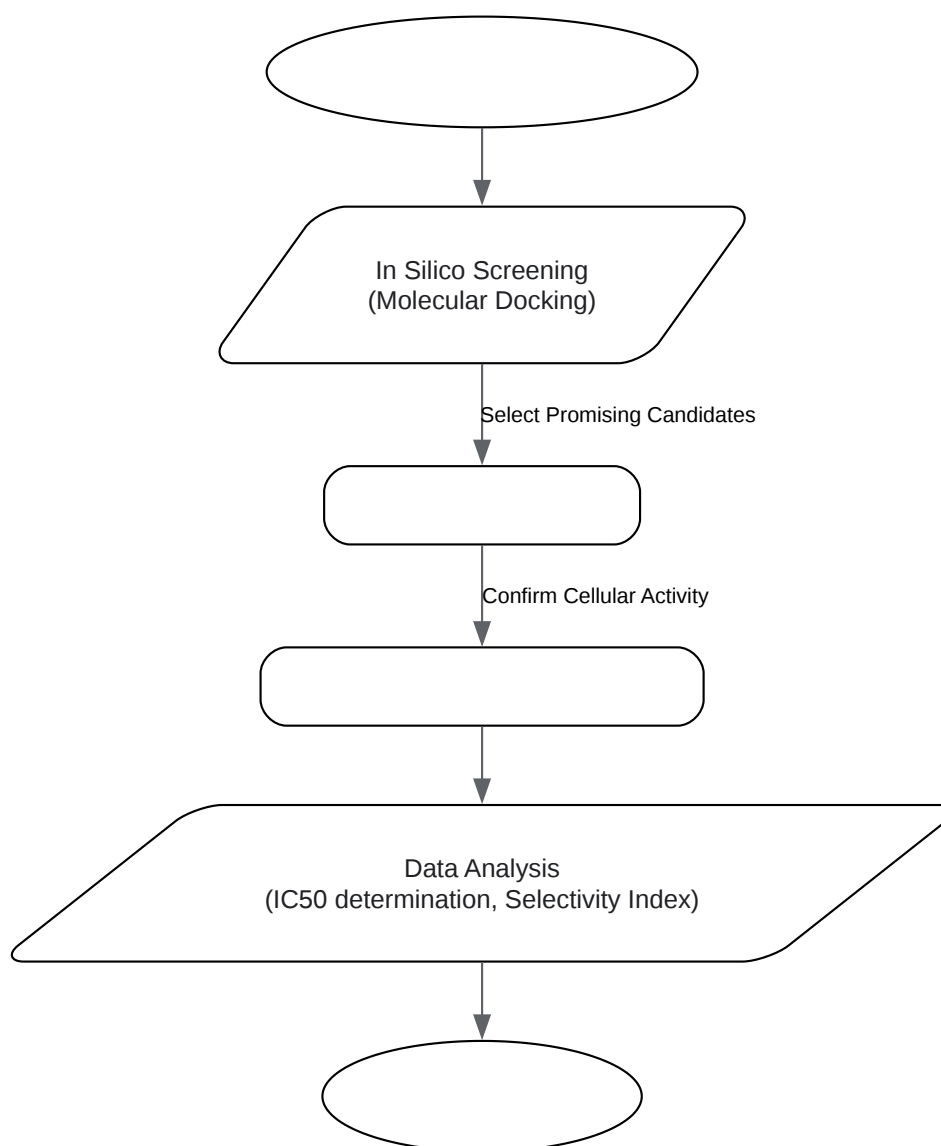 In Silico Screening
(Molecular Docking)
Select Promising Candidates
Confirm Cellular Activity
Data Analysis
(IC50 determination, Selectivity Index)